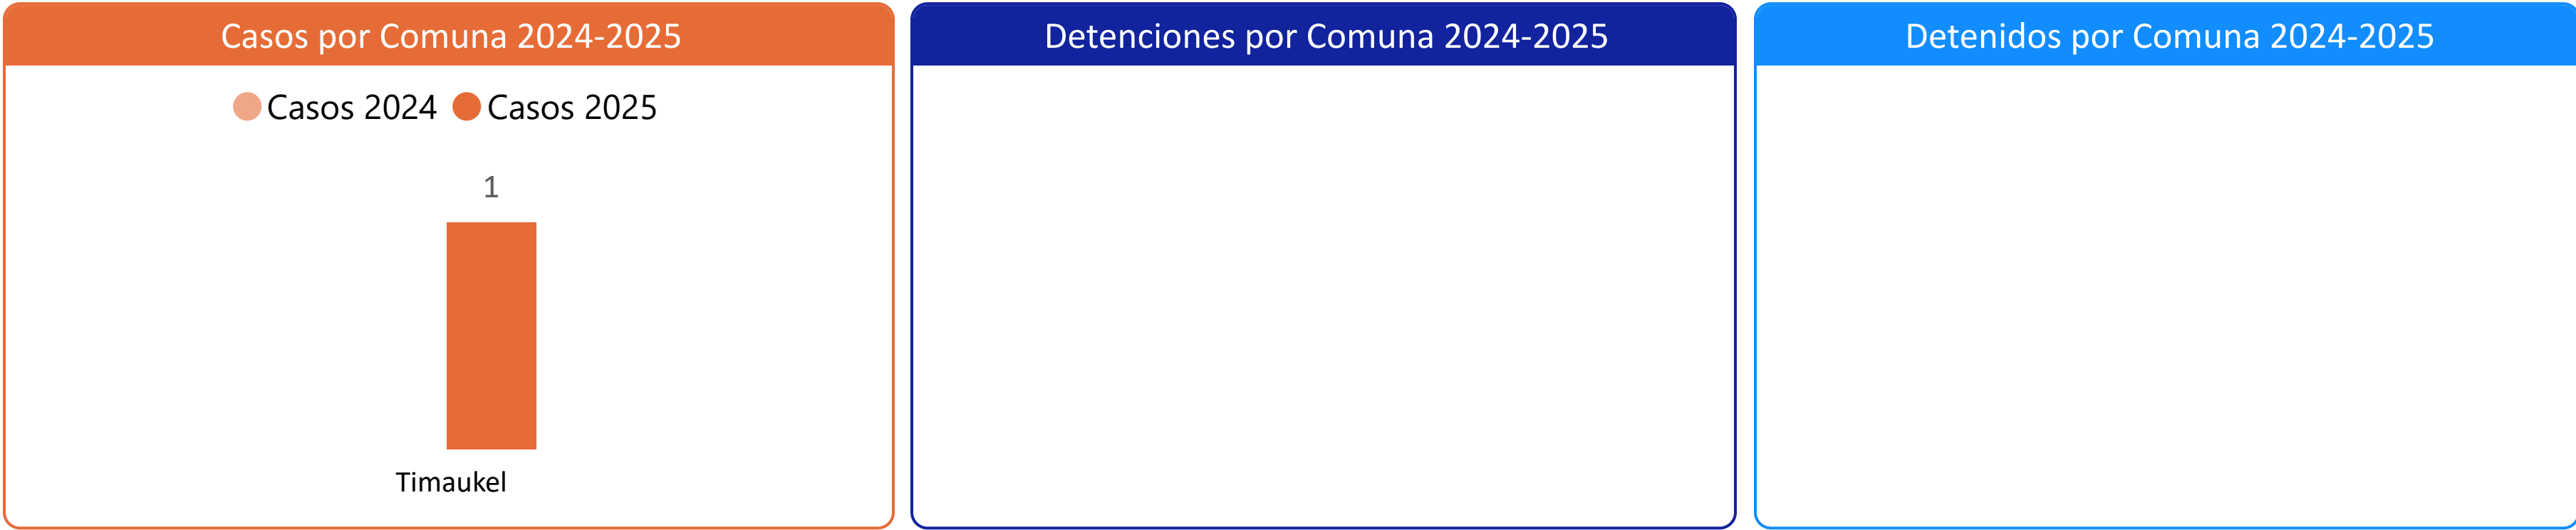 Casos por Comuna 2024-2025
Casos 2024 Casos 2025
1
Timaukel
Detenciones por Comuna 2024-2025
Detenidos por Comuna 2024-2025